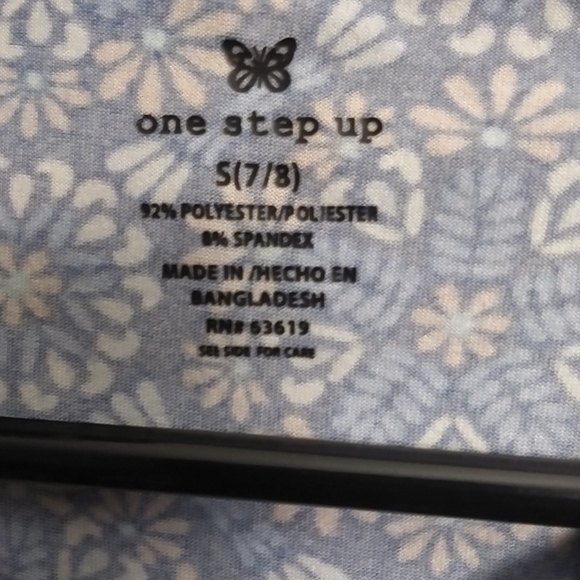 one step up
S(7/8)
92% POLYESTER/POLIESTER
8% SPANDEX
MADE IN /HECHO EN
BANGLADESH
RN# 63619
SEE SIDE FOR CARE